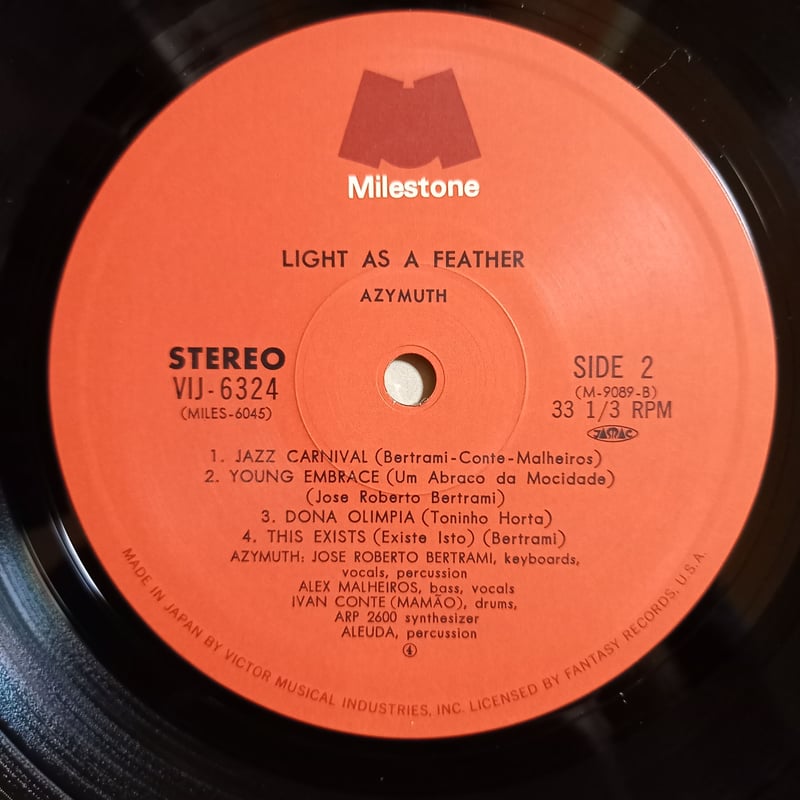 Milestone
LIGHT AS A FEATHER
AZYMUTH
STEREO
VIJ-6324
(MILES-6045)
SIDE 2
(M-9089-B)
33 1/3 RPM
JASRAC
1. JAZZ CARNIVAL (Bertrami-Conte-Malheiros)
2. YOUNG EMBRACE (Um Abraco da Mocidade)
(Jose Roberto Bertrami)
3. DONA OLIMPIA (Toninho Horta)
4. THIS EXISTS (Existe Isto) (Bertrami)
AZYMUTH: JOSE ROBERTO BERTRAMI, keyboards,
vocals, percussion
ALEX MALHEIROS, bass, vocals
IVAN CONTE (MAMÃO), drums,
ARP 2600 synthesizer
ALEUDA, percussion
④
MADE IN JAPAN BY VICTOR MUSICAL INDUSTRIES, INC. LICENSED BY FANTASY RECORDS, U.S.A.